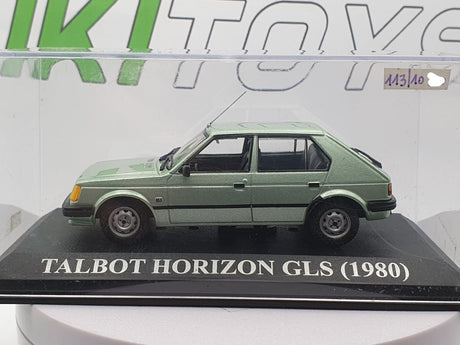 IKITOYS
113/10
TALBOT HORIZON GLS (1980)